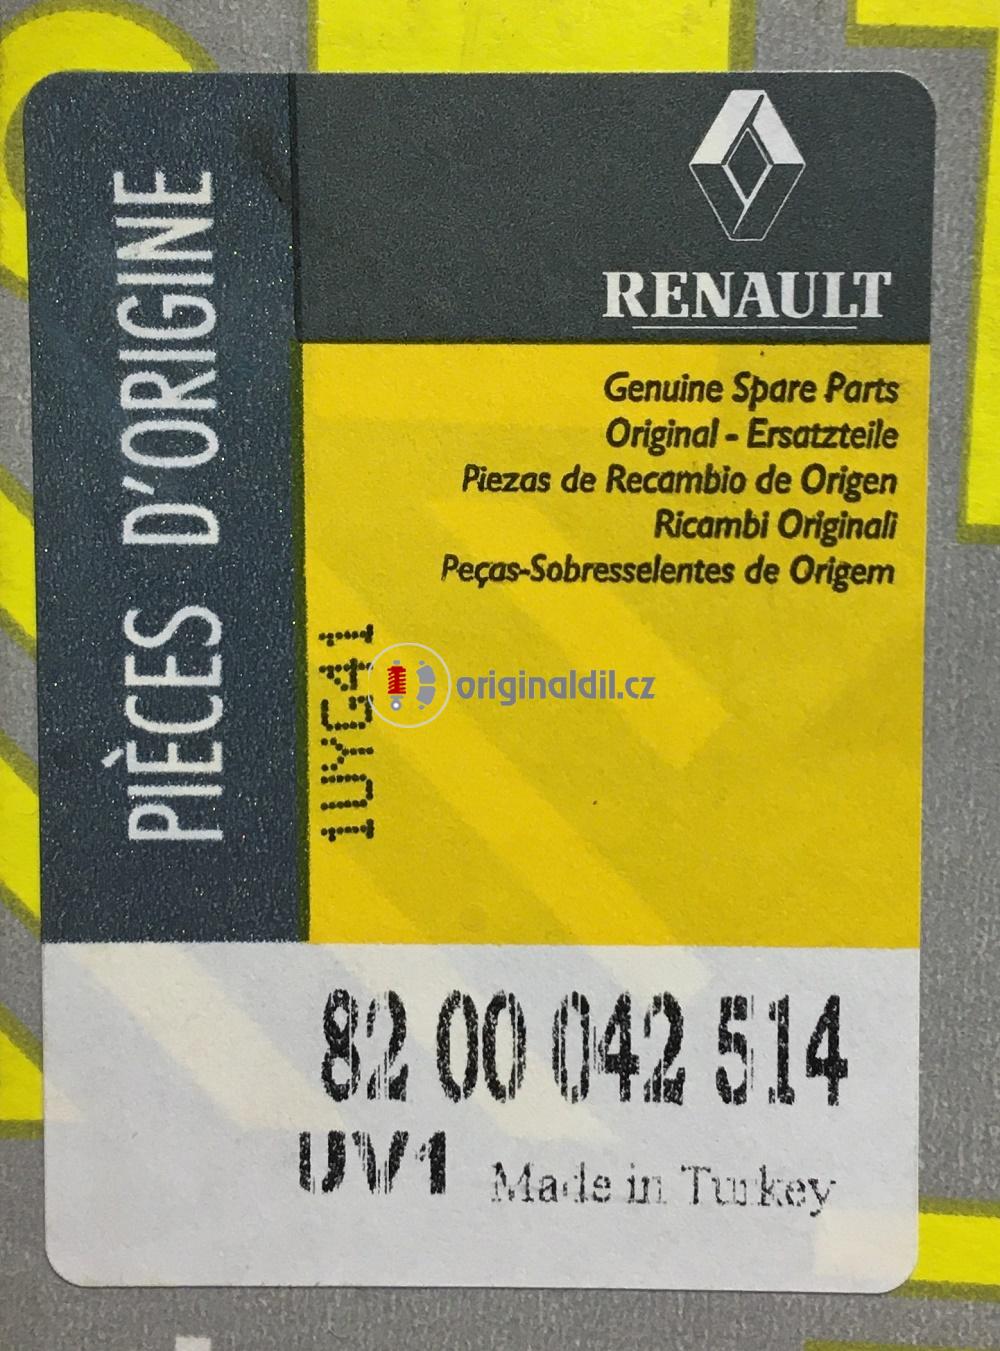 PIÈCES D'ORIGINE
RENAULT
Genuine Spare Parts
Original - Ersatzteile
Piezas de Recambio de Origen
Ricambi Originali
Peças-Sobresselentes de Origem
1UYG41
originaldil.cz
82 00 042 514
UV1 Made in Turkey